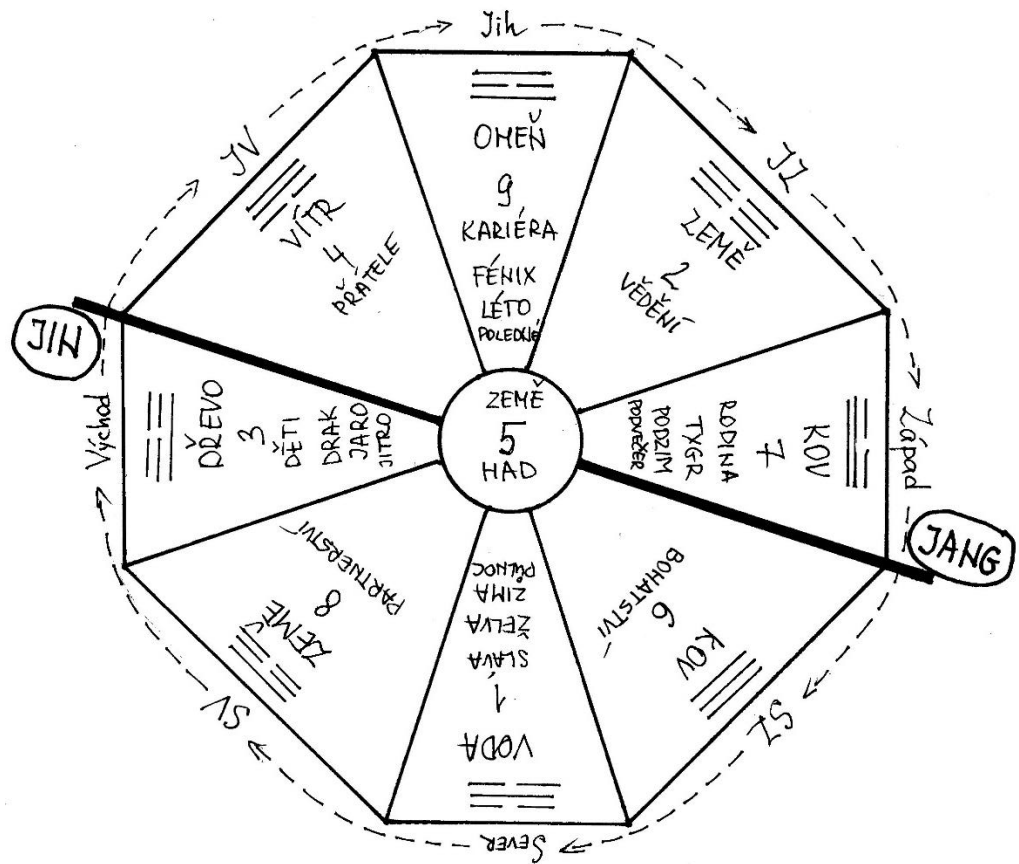 Jih
OHEŇ
9
KARIÉRA
FÉNIX
LÉTO
POLEDNE
JZ
ZEMĚ
2
VĚDĚNÍ
Západ
KOV
7
RODINA
TYGR
PODZIM
PODVEČER
JANG
SZ
KOV
6
BOHATSTVÍ
Sever
VODA
1
SLÁVA
ŽELVA
ZIMA
PŮLNOC
SV
ZEMĚ
8
PARTNERSTVÍ
Východ
DŘEVO
3
DĚTI
DRAK
JARO
JITRO
JIN
JV
VÍTR
4
PŘÁTELÉ
ZEMĚ
5
HAD